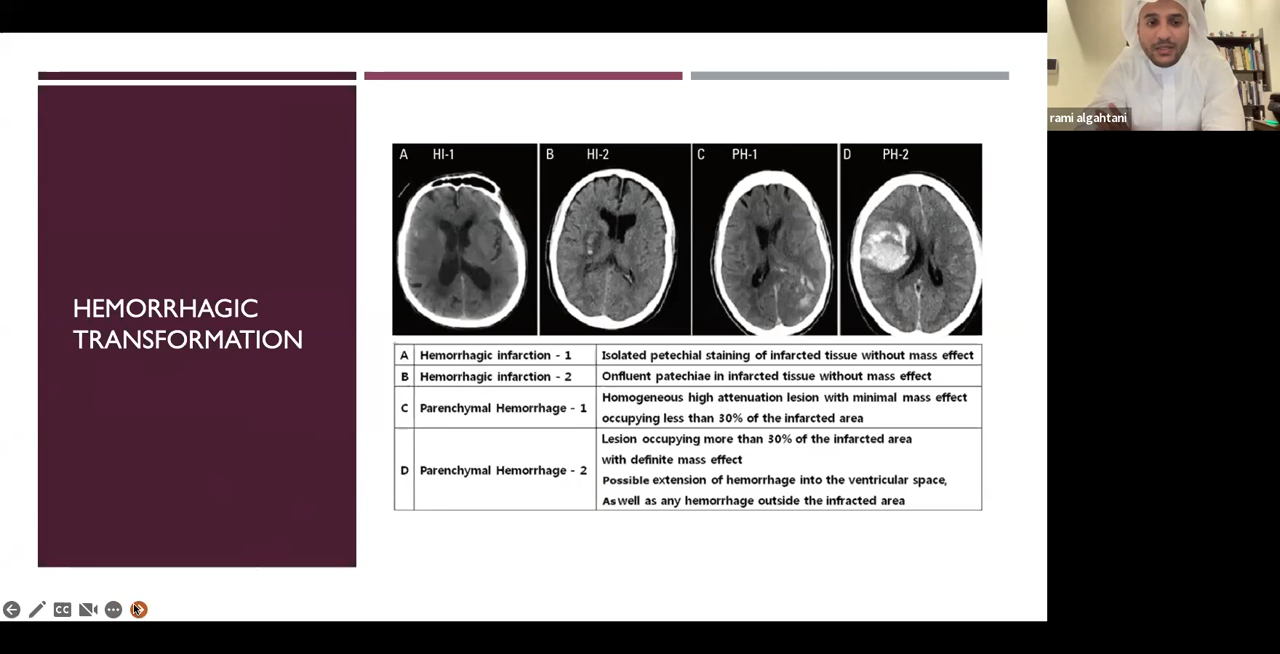 rami algahtani
HEMORRHAGIC
TRANSFORMATION
A HI-1
B HI-2
C PH-1
D PH-2
A Hemorrhagic infarction - 1 Isolated petechial staining of infarcted tissue without mass effect
B Hemorrhagic infarction - 2 Onfluent patechiae in infarcted tissue without mass effect
C Parenchymal Hemorrhage - 1 Homogeneous high attenuation lesion with minimal mass effect
occupying less than 30% of the infarcted area
D Parenchymal Hemorrhage - 2 Lesion occupying more than 30% of the infarcted area
with definite mass effect
Possible extension of hemorrhage into the ventricular space,
As well as any hemorrhage outside the infracted area
CC